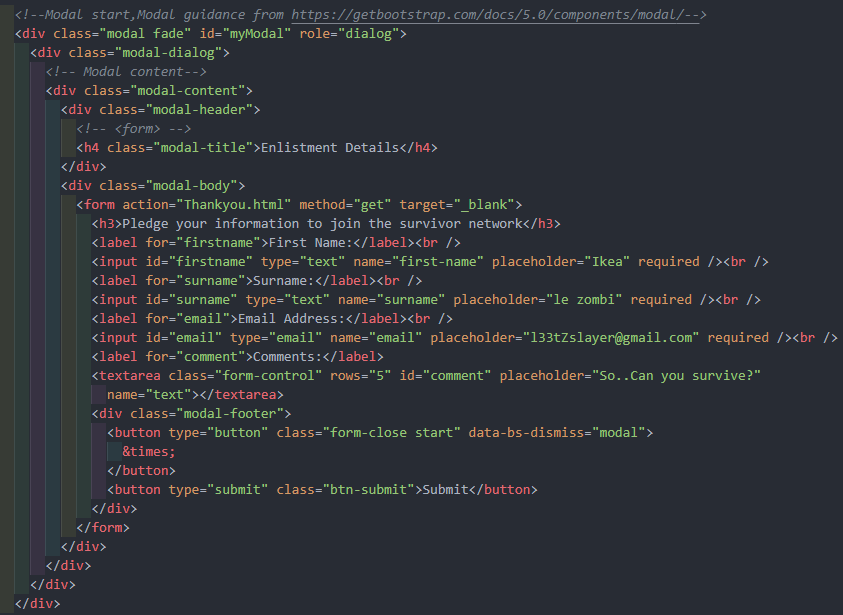 <!--Modal start,Modal guidance from https://getbootstrap.com/docs/5.0/components/modal/-->
<div class="modal fade" id="myModal" role="dialog">
<div class="modal-dialog">
<!-- Modal content-->
<div class="modal-content">
<div class="modal-header">
<!-- <form> -->
<h4 class="modal-title">Enlistment Details</h4>
</div>
<div class="modal-body">
<form action="Thankyou.html" method="get" target="_blank">
<h3>Pledge your information to join the survivor network</h3>
<label for="firstname">First Name:</label><br />
<input id="firstname" type="text" name="first-name" placeholder="Ikea" required /><br />
<label for="surname">Surname:</label><br />
<input id="surname" type="text" name="surname" placeholder="le zombi" required /><br />
<label for="email">Email Address:</label><br />
<input id="email" type="email" name="email" placeholder="l33tZslayer@gmail.com" required /><br />
<label for="comment">Comments:</label>
<textarea class="form-control" rows="5" id="comment" placeholder="So..Can you survive?"
name="text"></textarea>
<div class="modal-footer">
<button type="button" class="form-close start" data-bs-dismiss="modal">
&times;
</button>
<button type="submit" class="btn-submit">Submit</button>
</div>
</form>
</div>
</div>
</div>
</div>